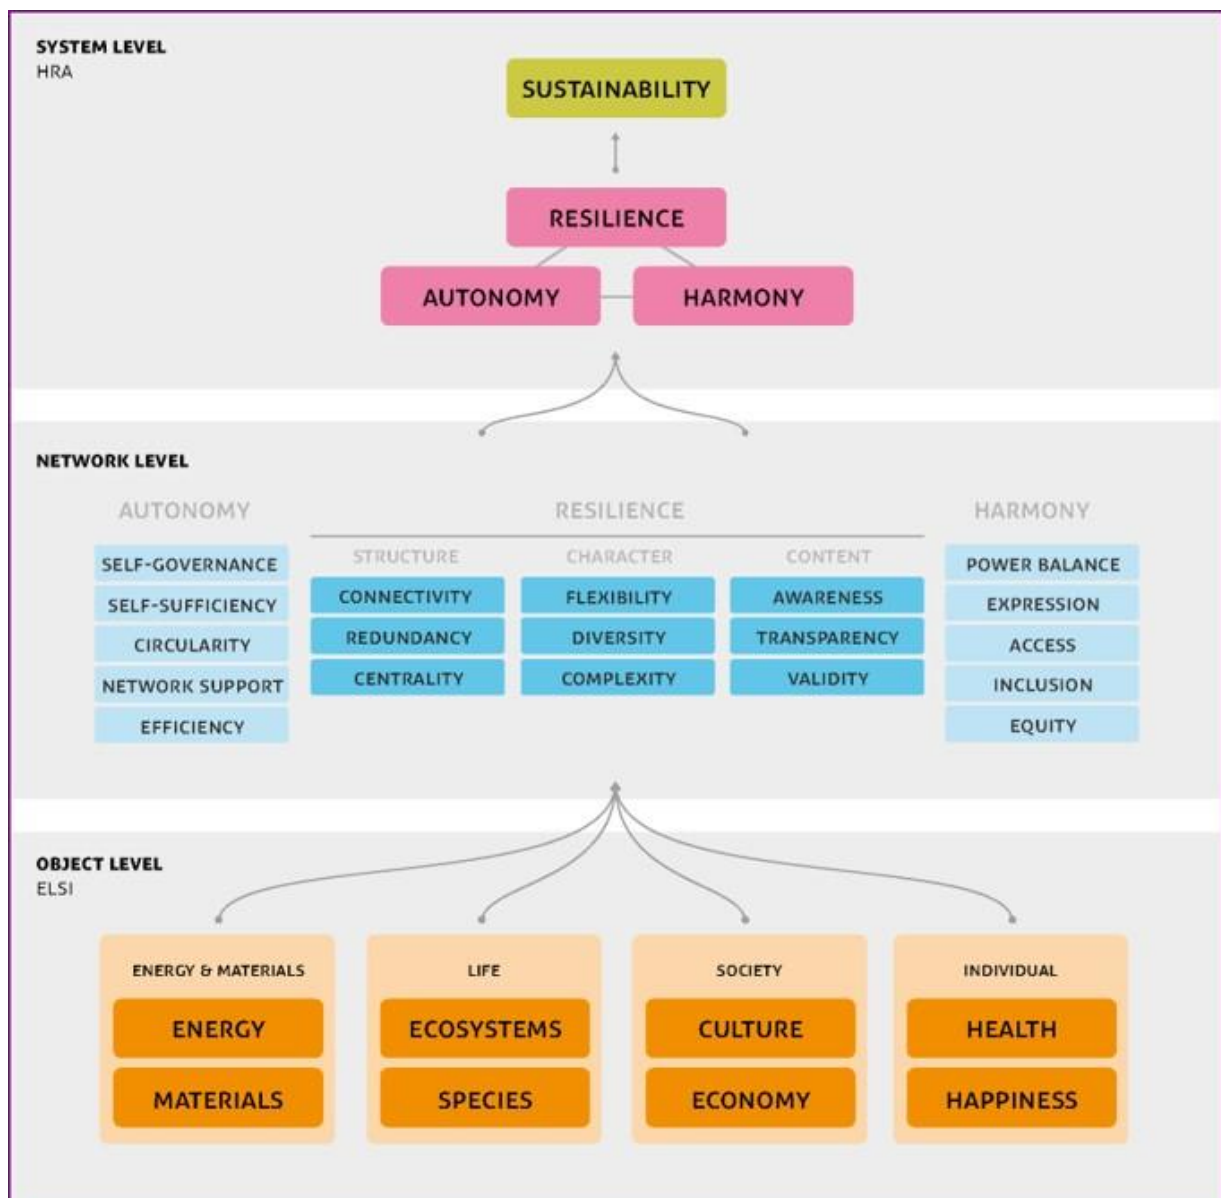 SYSTEM LEVEL
HRA
SUSTAINABILITY
RESILIENCE
AUTONOMY
HARMONY
NETWORK LEVEL
AUTONOMY
SELF-GOVERNANCE
SELF-SUFFICIENCY
CIRCULARITY
NETWORK SUPPORT
EFFICIENCY
RESILIENCE
STRUCTURE
CONNECTIVITY
REDUNDANCY
CENTRALITY
CHARACTER
FLEXIBILITY
DIVERSITY
COMPLEXITY
CONTENT
AWARENESS
TRANSPARENCY
VALIDITY
HARMONY
POWER BALANCE
EXPRESSION
ACCESS
INCLUSION
EQUITY
OBJECT LEVEL
ELSI
ENERGY & MATERIALS
ENERGY
MATERIALS
LIFE
ECOSYSTEMS
SPECIES
SOCIETY
CULTURE
ECONOMY
INDIVIDUAL
HEALTH
HAPPINESS